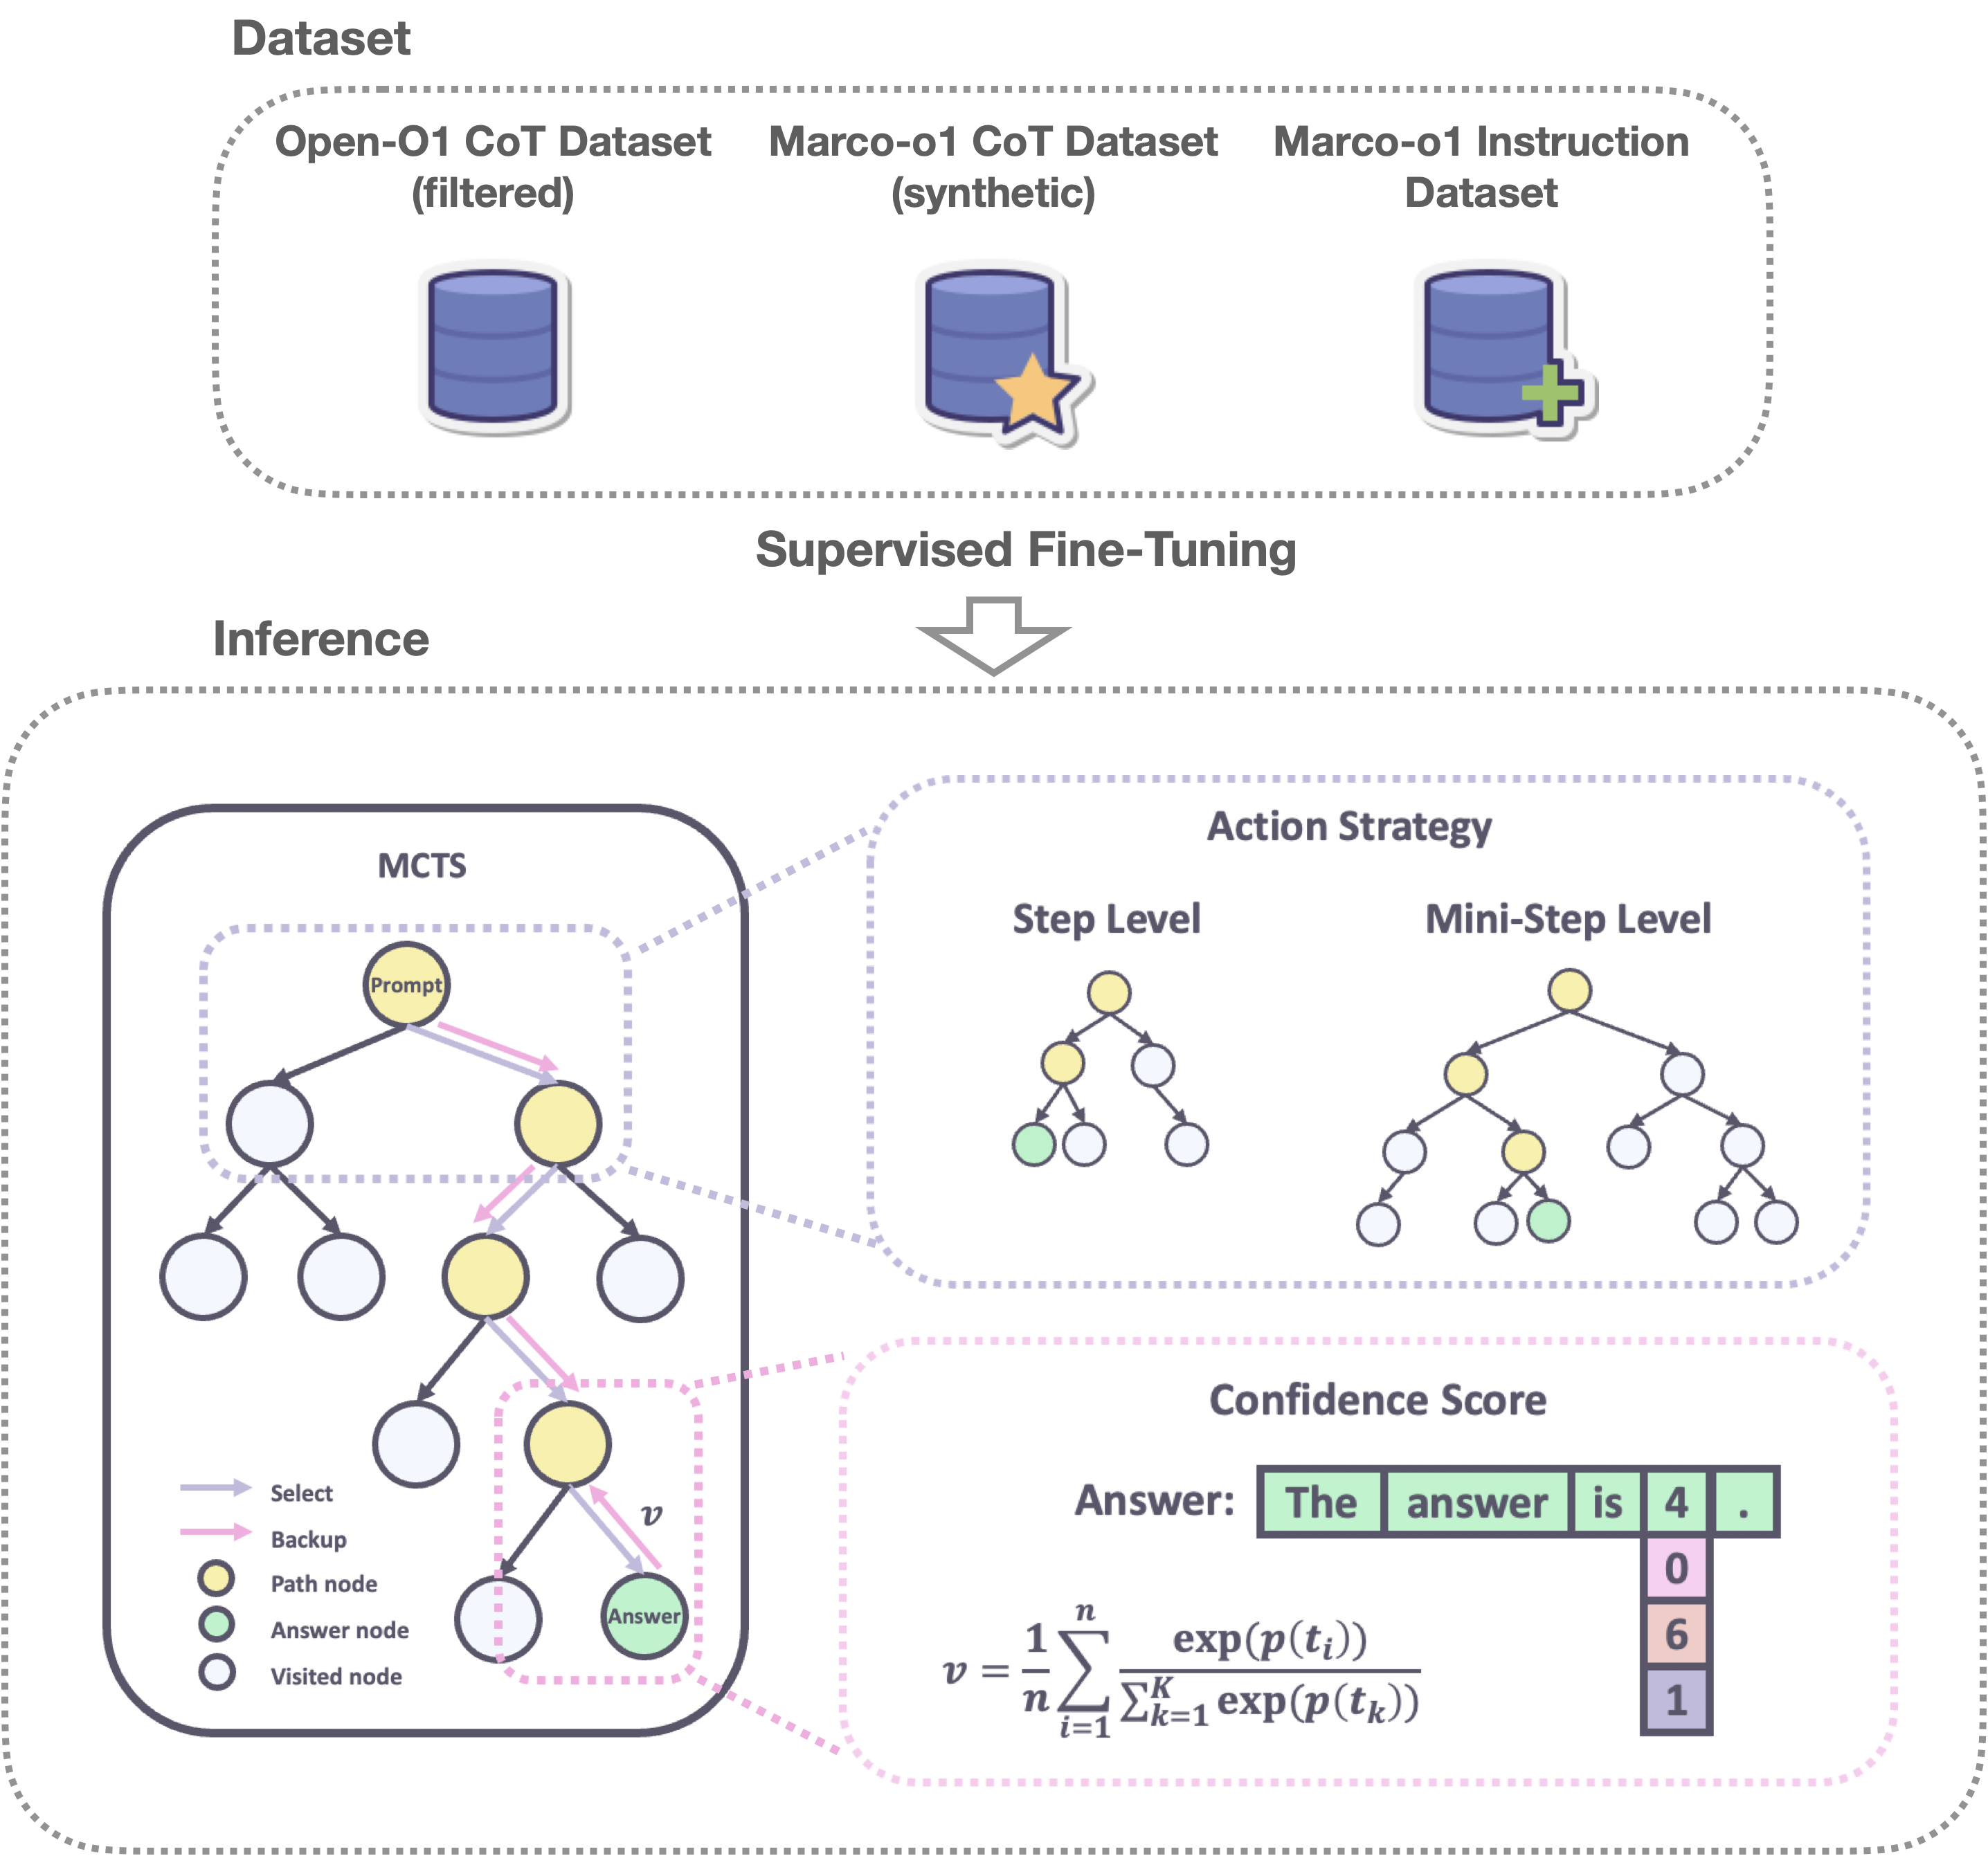 Dataset
Open-O1 CoT Dataset
(filtered)
Marco-o1 CoT Dataset
(synthetic)
Marco-o1 Instruction
Dataset
Supervised Fine-Tuning
Inference
MCTS
Prompt
v
Answer
Select
Backup
Path node
Answer node
Visited node
Action Strategy
Step Level
Mini-Step Level
Confidence Score
Answer: The answer is 4 .
0
6
1
v = \frac{1}{n} \sum_{i=1}^{n} \frac{exp(p(t_i))}{\sum_{k=1}^{K} exp(p(t_k))}